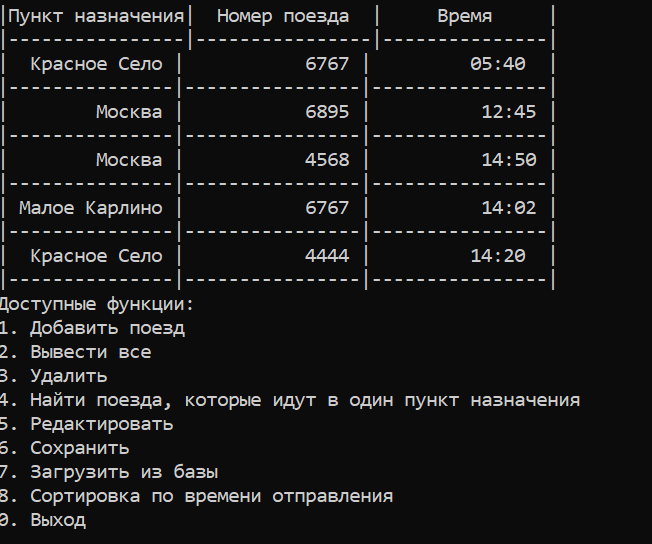 |Пункт назначения|  Номер поезда  |     Время     |
|----------------|----------------|---------------|
|  Красное Село |           6767 |         05:40  |
|---------------|----------------|----------------|
|        Москва |           6895 |          12:45 |
|---------------|----------------|----------------|
|        Москва |           4568 |          14:50 |
|---------------|----------------|----------------|
| Малое Карлино |           6767 |          14:02 |
|---------------|----------------|----------------|
|  Красное Село |           4444 |         14:20  |
|---------------|----------------|----------------|
Доступные функции:
1. Добавить поезд
2. Вывести все
3. Удалить
4. Найти поезда, которые идут в один пункт назначения
5. Редактировать
6. Сохранить
7. Загрузить из базы
8. Сортировка по времени отправления
0. Выход